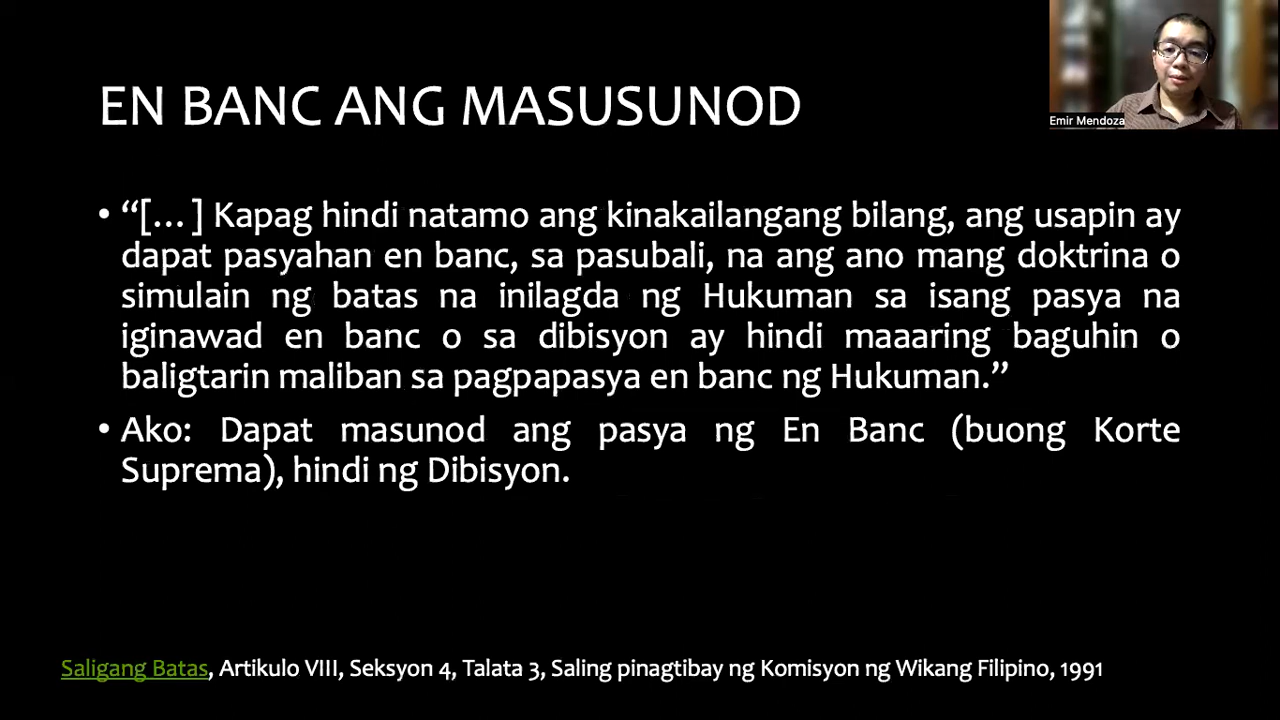 EN BANC ANG MASUSUNOD
Emir Mendoza
• “[…] Kapag hindi natamo ang kinakailangang bilang, ang usapin ay
dapat pasyahan en banc, sa pasubali, na ang ano mang doktrina o
simulain ng batas na inilagda ng Hukuman sa isang pasya na
iginawad en banc o sa dibisyon ay hindi maaaring baguhin o
baligtarin maliban sa pagpapasya en banc ng Hukuman.”
• Ako: Dapat masunod ang pasya ng En Banc (buong Korte
Suprema), hindi ng Dibisyon.
Saligang Batas, Artikulo VIII, Seksyon 4, Talata 3, Saling pinagtibay ng Komisyon ng Wikang Filipino, 1991